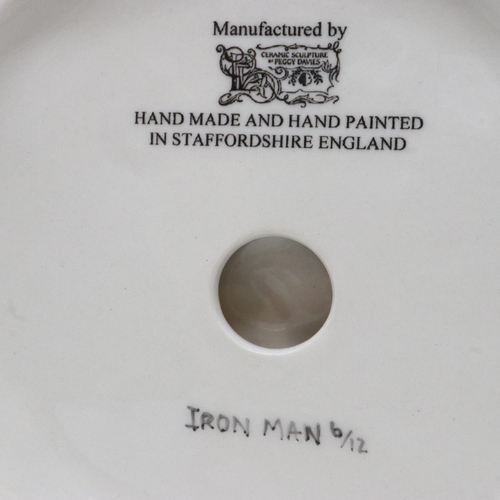 Manufactured by
CERAMIC SCULPTURE
BY PEGGY DAVIES
HAND MADE AND HAND PAINTED
IN STAFFORDSHIRE ENGLAND
IRON MAN 6/12